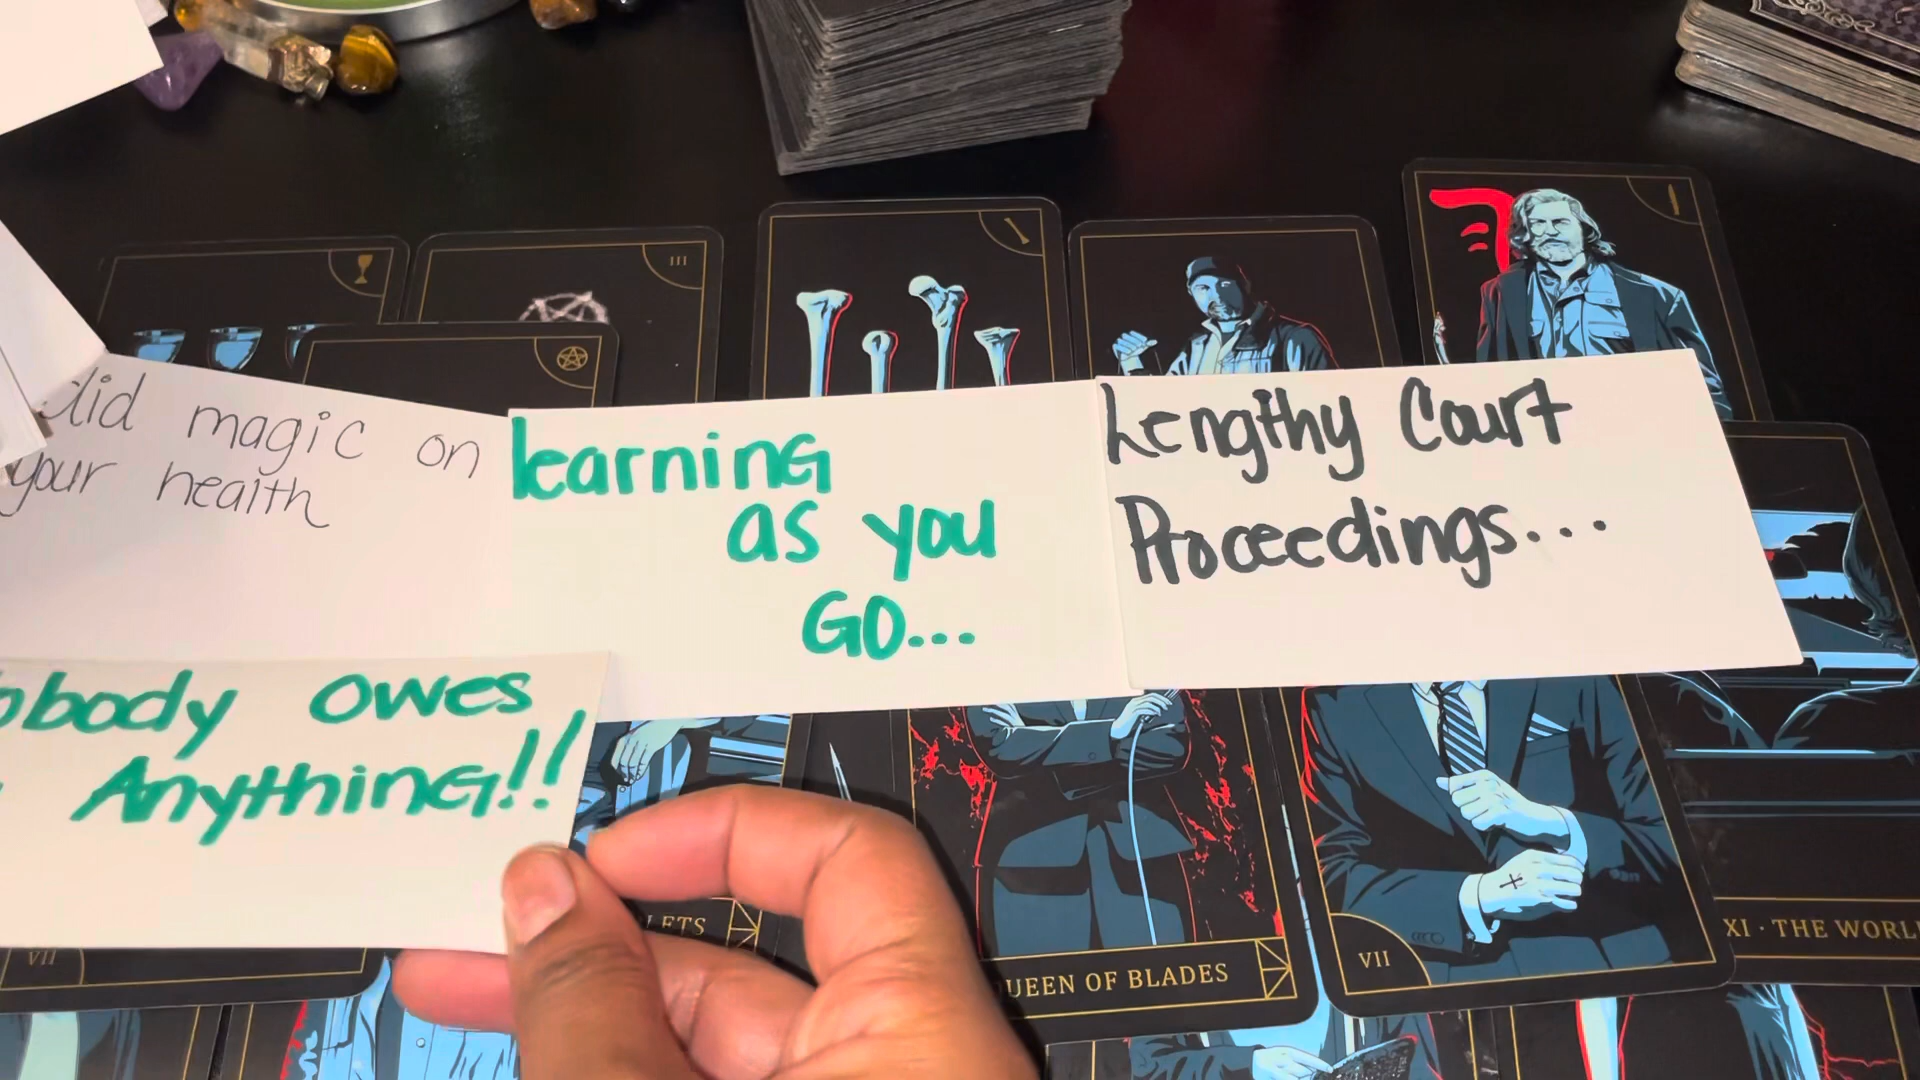 III
did magic on
your health
learning
as you
GO...
Lengthy Court
Proceedings...
owes
Anything!!
VII
QUEEN OF BLADES
VII
XI · THE WORL